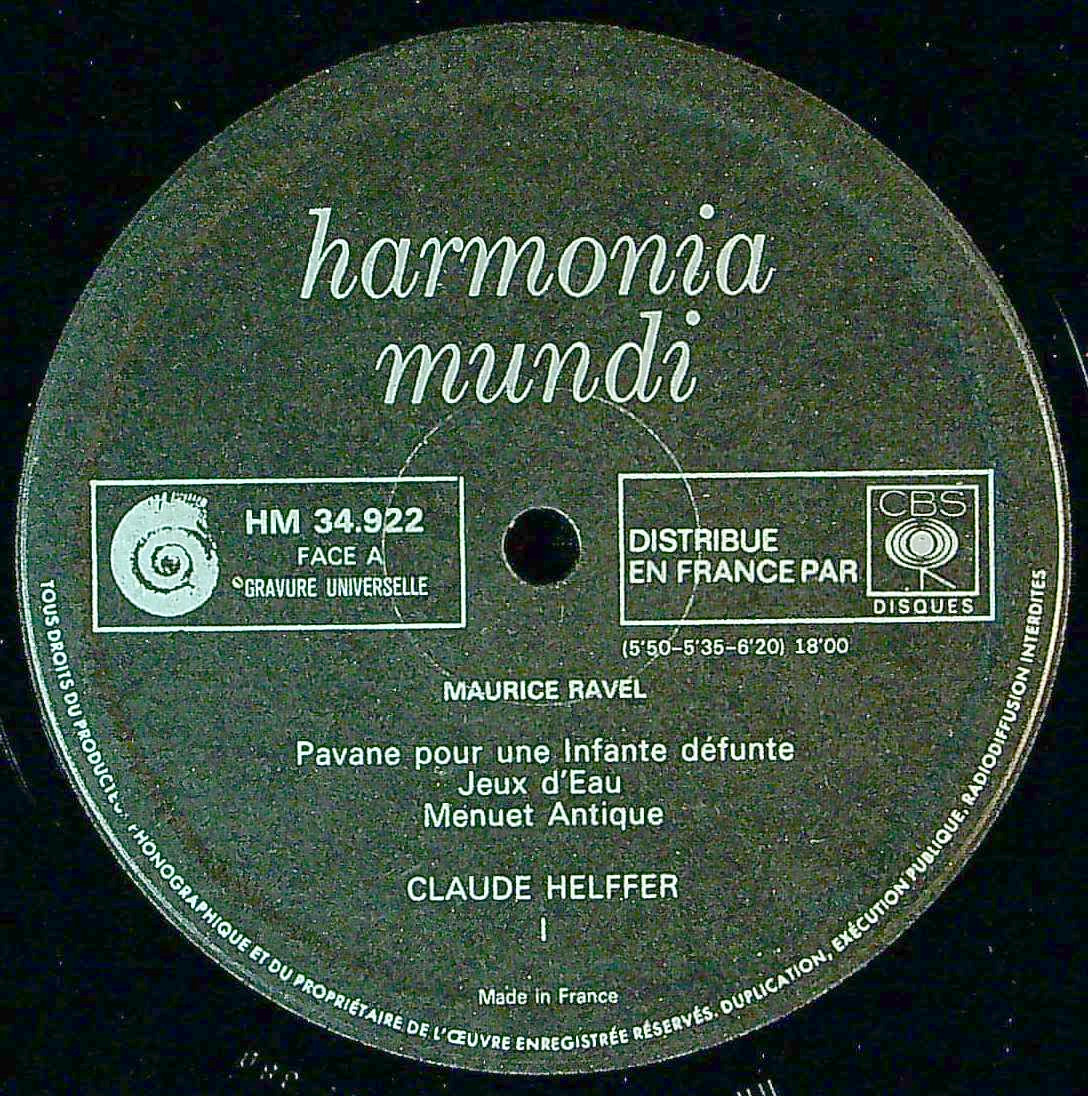 harmonia
mundi
HM 34.922
FACE A
GRAVURE UNIVERSELLE
DISTRIBUE
EN FRANCE PAR
CBS
DISQUES
(5'50-5'35-6'20) 18'00
MAURICE RAVEL
Pavane pour une Infante défunte
Jeux d'Eau
Menuet Antique
CLAUDE HELFFER
I
Made in France
TOUS DROITS DU PRODUCTEUR PHONOGRAPHIQUE ET DU PROPRIÉTAIRE DE L'ŒUVRE ENREGISTRÉE RÉSERVÉS. DUPLICATION, EXÉCUTION PUBLIQUE, RADIODIFFUSION INTERDITES